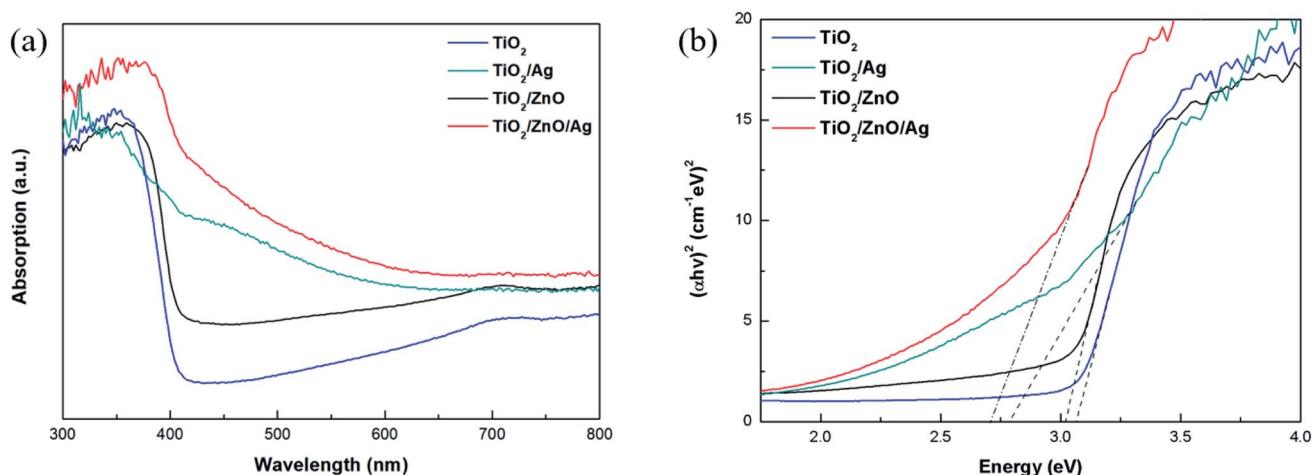 (a)
TiO₂
TiO₂/Ag
TiO₂/ZnO
TiO₂/ZnO/Ag
Absorption (a.u.)
300 400 500 600 700 800
Wavelength (nm)
(b)
TiO₂
TiO₂/Ag
TiO₂/ZnO
TiO₂/ZnO/Ag
(αhν)² (cm⁻¹eV)²
20
15
10
5
0
2.0 2.5 3.0 3.5 4.0
Energy (eV)